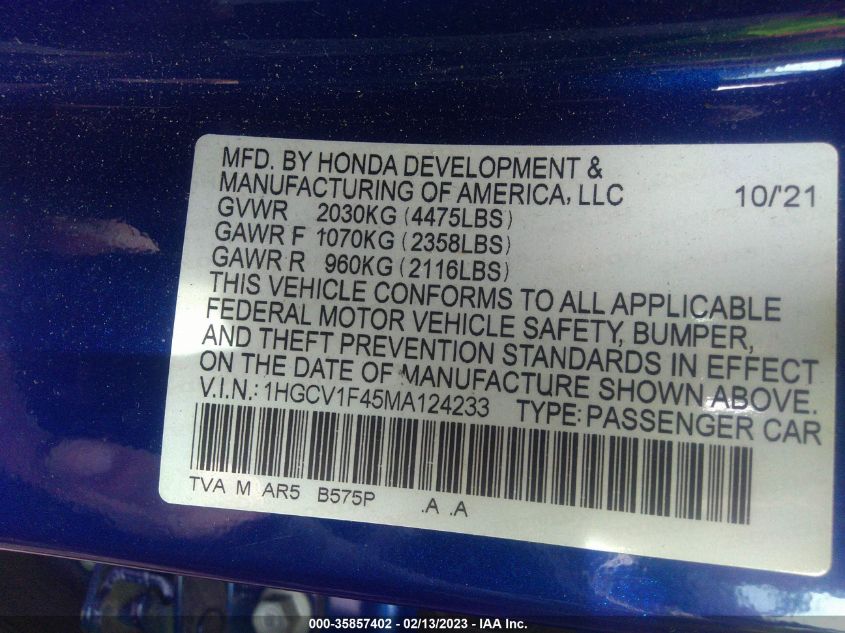 MFD. BY HONDA DEVELOPMENT &
MANUFACTURING OF AMERICA, LLC 10/'21
GVWR 2030KG (4475LBS)
GAWR F 1070KG (2358LBS)
GAWR R 960KG (2116LBS)
THIS VEHICLE CONFORMS TO ALL APPLICABLE
FEDERAL MOTOR VEHICLE SAFETY, BUMPER,
AND THEFT PREVENTION STANDARDS IN EFFECT
ON THE DATE OF MANUFACTURE SHOWN ABOVE.
V.I.N.: 1HGCV1F45MA124233 TYPE: PASSENGER CAR
TVA M AR5 B575P .A .A
000-35857402 - 02/13/2023 - IAA Inc.